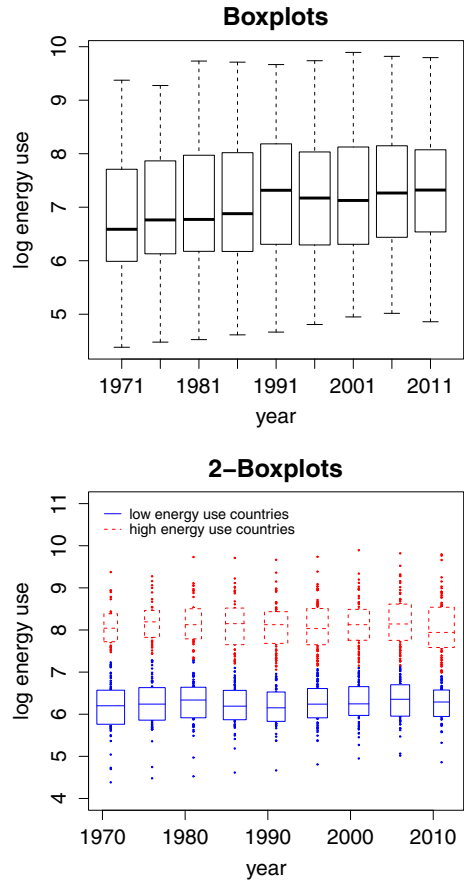 Boxplots
10
9
8
7
6
5
log energy use
1971 1981 1991 2001 2011
year
2−Boxplots
11
10
9
8
7
6
5
4
log energy use
low energy use countries
high energy use countries
1970 1980 1990 2000 2010
year